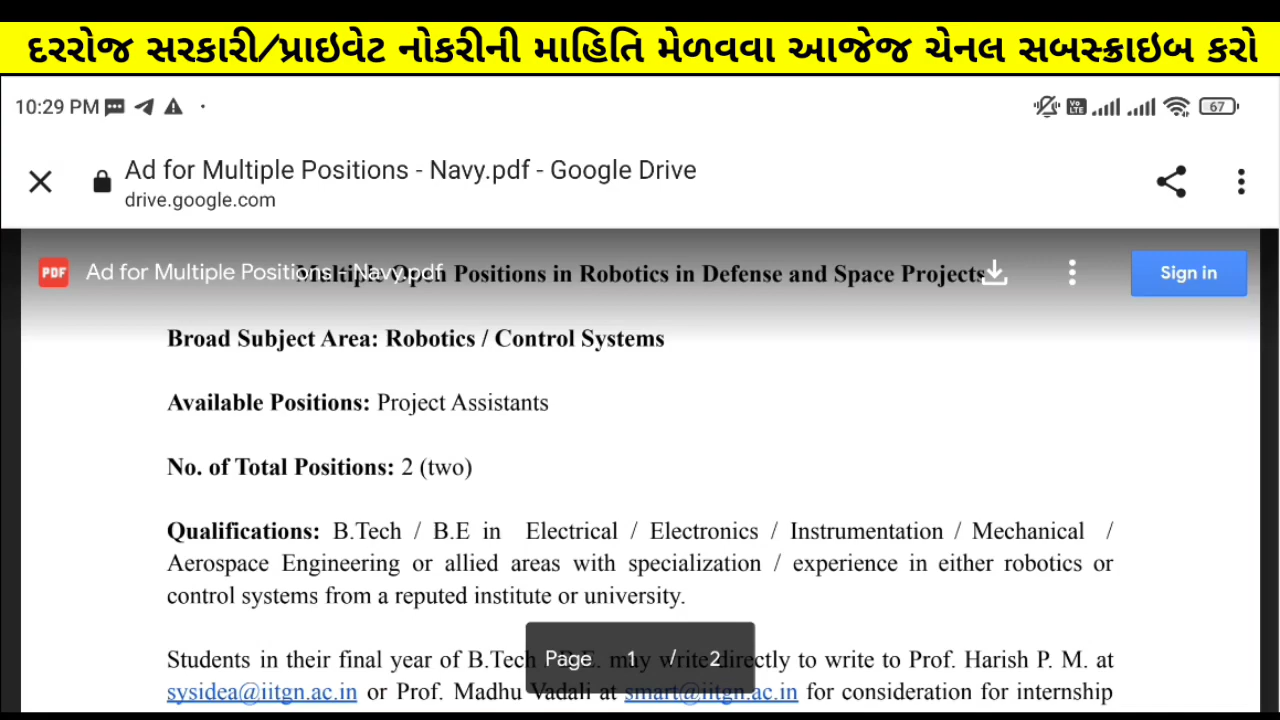 દરરોજ સરકારી/પ્રાઇવેટ નોકરીની માહિતિ મેળવવા આજેજ ચેનલ સબસ્ક્રાઇબ કરો
10:29 PM
Vo LTE
67
Ad for Multiple Positions - Navy.pdf - Google Drive
drive.google.com
PDF
Ad for Multiple Positions - Navy.pdf
Multiple Open Positions in Robotics in Defense and Space Projects
Sign in
Broad Subject Area: Robotics / Control Systems
Available Positions: Project Assistants
No. of Total Positions: 2 (two)
Qualifications: B.Tech / B.E in Electrical / Electronics / Instrumentation / Mechanical /
Aerospace Engineering or allied areas with specialization / experience in either robotics or
control systems from a reputed institute or university.
Students in their final year of B.Tech / B.E. may write directly to write to Prof. Harish P. M. at
Page 1 / 2
sysidea@iitgn.ac.in or Prof. Madhu Vadali at smart@iitgn.ac.in for consideration for internship